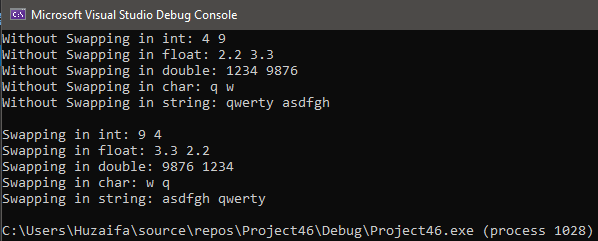 Microsoft Visual Studio Debug Console
Without Swapping in int: 4 9
Without Swapping in float: 2.2 3.3
Without Swapping in double: 1234 9876
Without Swapping in char: q w
Without Swapping in string: qwerty asdfgh
Swapping in int: 9 4
Swapping in float: 3.3 2.2
Swapping in double: 9876 1234
Swapping in char: w q
Swapping in string: asdfgh qwerty
C:\Users\Huzaifa\source\repos\Project46\Debug\Project46.exe (process 1028)